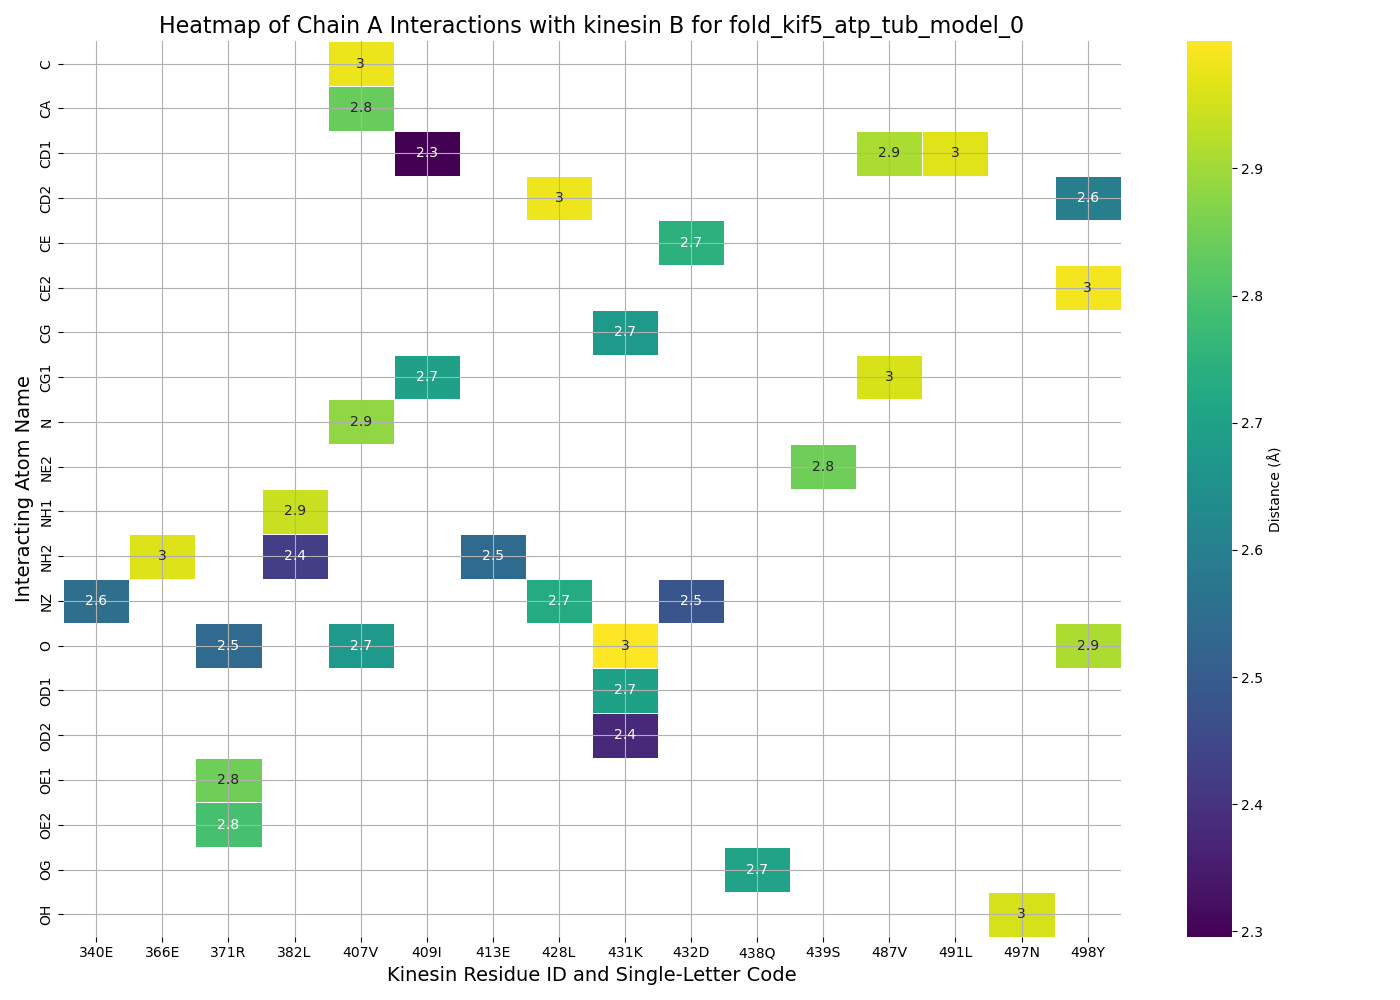 Heatmap of Chain A Interactions with kinesin B for fold_kif5_atp_tub_model_0
Interacting Atom Name
C 3
CA 2.8
CD1 2.3 2.9 3
CD2 3 2.6
CE 2.7
CE2 3
CG 2.7
CG1 2.7 3
N 2.9
NE2 2.8
NH1 2.9
NH2 3 2.4 2.5
NZ 2.6 2.7 2.5
O 2.5 2.7 3 2.9
OD1 2.7
OD2 2.4
OE1 2.8
OE2 2.8
OG 2.7
OH 3
340E 366E 371R 382L 407V 409I 413E 428L 431K 432D 438Q 439S 487V 491L 497N 498Y
Kinesin Residue ID and Single-Letter Code
2.9
2.8
2.7
2.6
2.5
2.4
2.3
Distance (Å)